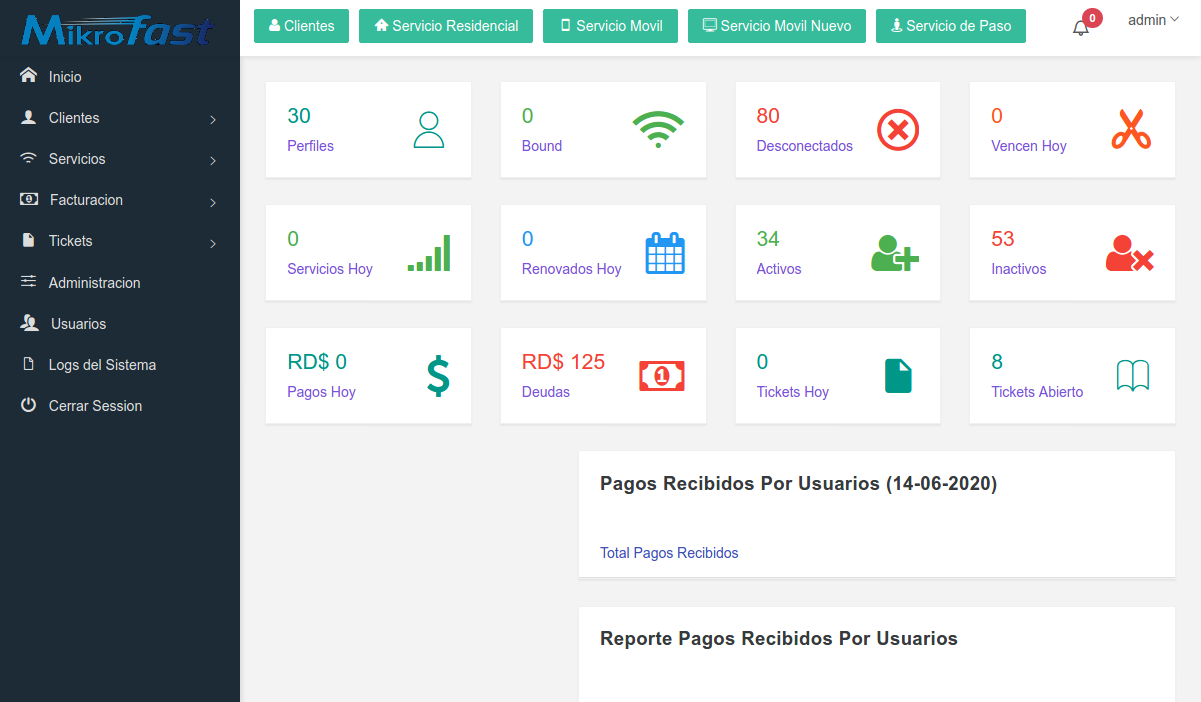 MikroFast
Clientes
Servicio Residencial
Servicio Movil
Servicio Movil Nuevo
Servicio de Paso
0
admin
Inicio
Clientes
Servicios
Facturacion
Tickets
Administracion
Usuarios
Logs del Sistema
Cerrar Session
30
Perfiles
0
Bound
80
Desconectados
0
Vencen Hoy
0
Servicios Hoy
0
Renovados Hoy
34
Activos
53
Inactivos
RD$ 0
Pagos Hoy
RD$ 125
Deudas
0
Tickets Hoy
8
Tickets Abierto
Pagos Recibidos Por Usuarios (14-06-2020)
Total Pagos Recibidos
Reporte Pagos Recibidos Por Usuarios